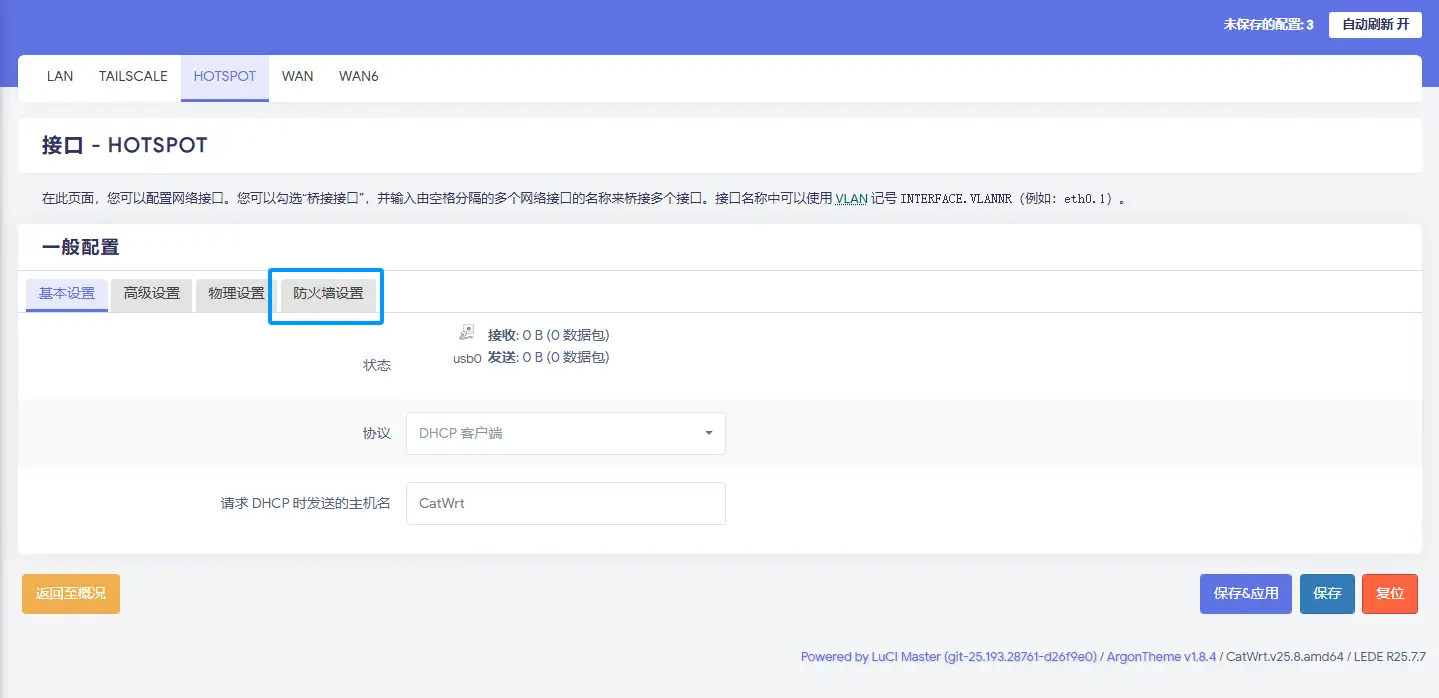 未保存的配置: 3 自动刷新 开
LAN TAILSCALE HOTSPOT WAN WAN6
接口 - HOTSPOT
在此页面，您可以配置网络接口。您可以勾选“桥接接口”，并输入由空格分隔的多个网络接口的名称来桥接多个接口。接口名称中可以使用 VLAN 记号 INTERFACE.VLANNR（例如：eth0.1）。
一般配置
基本设置 高级设置 物理设置 防火墙设置
接收: 0 B (0 数据包)
usb0 发送: 0 B (0 数据包)
状态
协议 DHCP 客户端
请求 DHCP 时发送的主机名 CatWrt
返回至概况 保存&应用 保存 复位
Powered by LuCI Master (git-25.193.28761-d26f9e0) / ArgonTheme v1.8.4 / CatWrt.v25.8.amd64 / LEDE R25.7.7